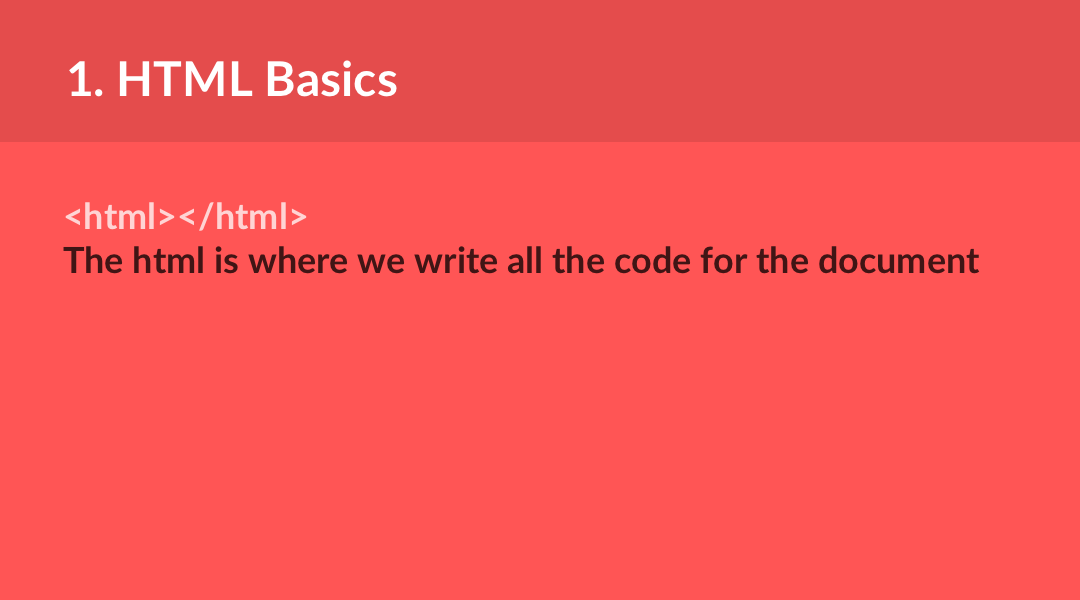 1. HTML Basics
<html></html>
The html is where we write all the code for the document